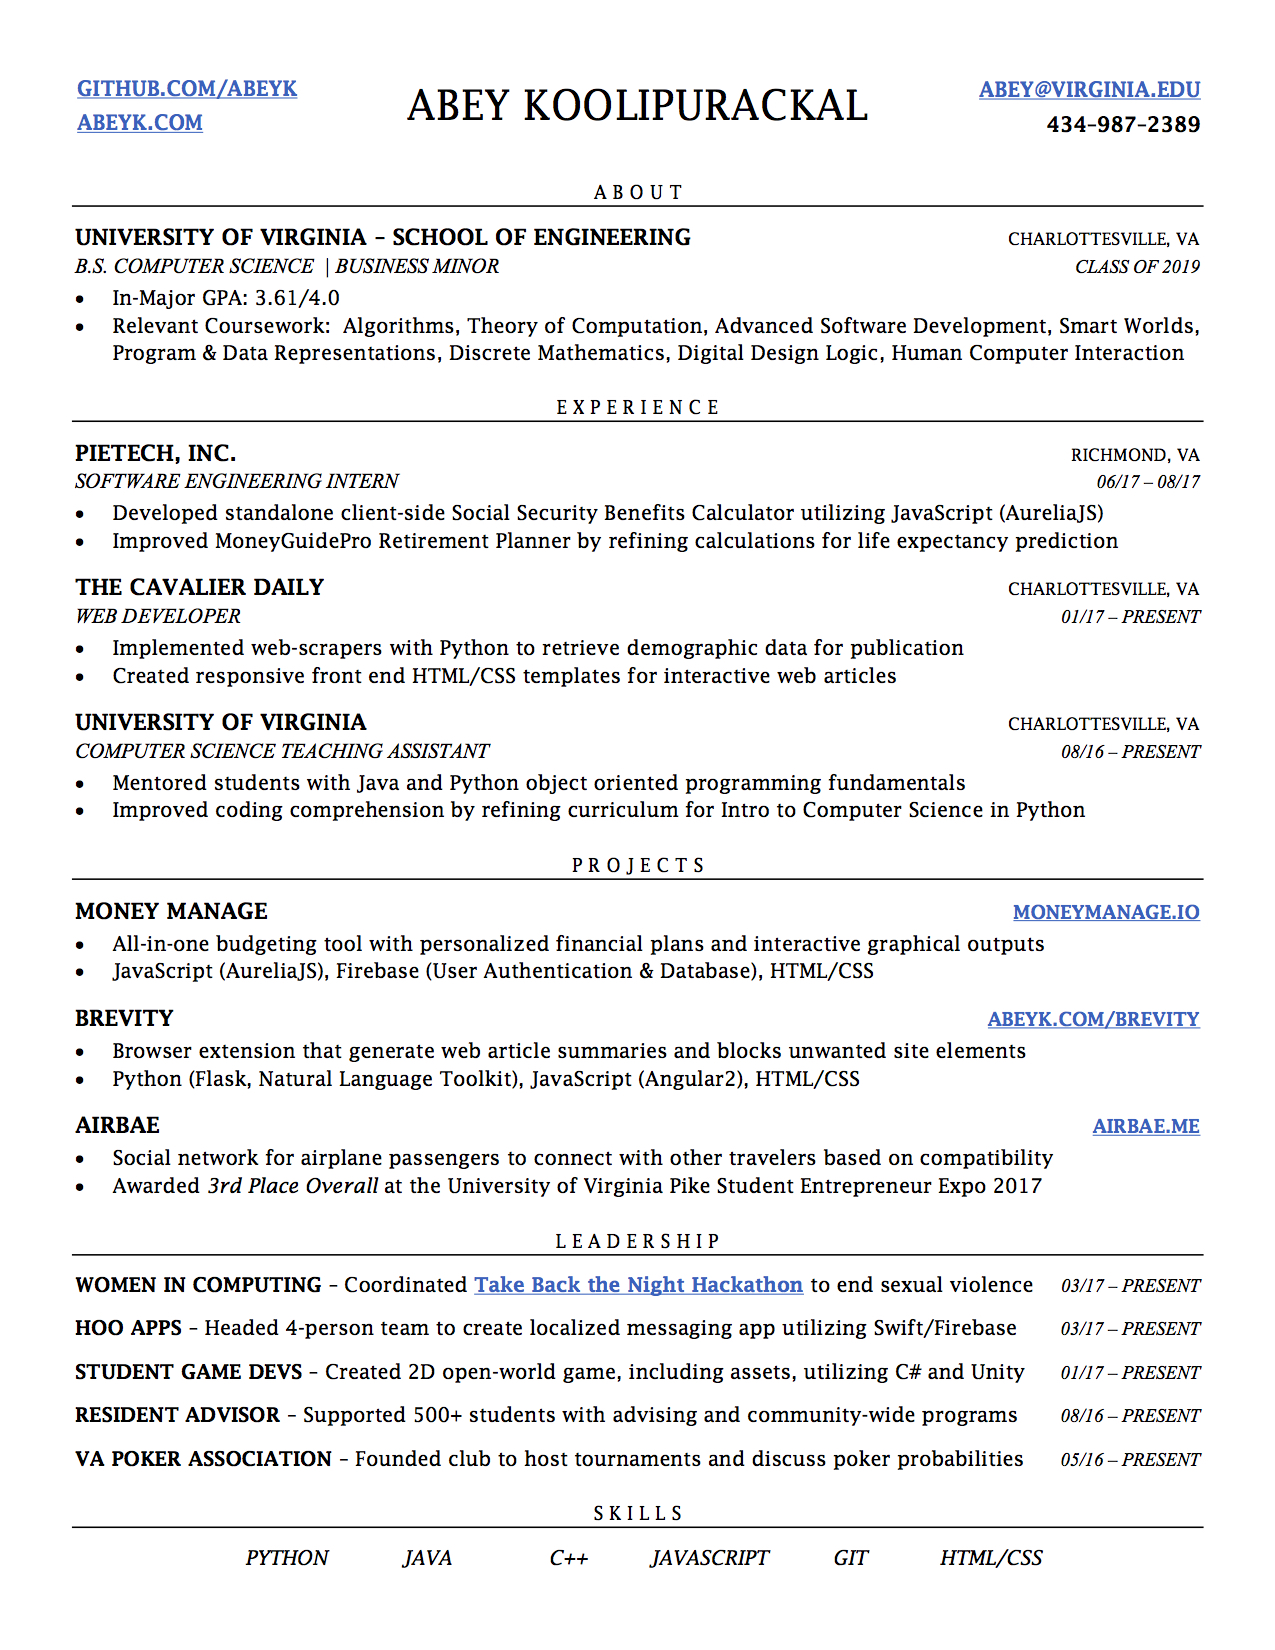 GITHUB.COM/ABEYK
ABEYK.COM
ABEY KOOLIPURACKAL
ABEY@VIRGINIA.EDU
434-987-2389
ABOUT
UNIVERSITY OF VIRGINIA – SCHOOL OF ENGINEERING CHARLOTTESVILLE, VA
B.S. COMPUTER SCIENCE | BUSINESS MINOR CLASS OF 2019
• In-Major GPA: 3.61/4.0
• Relevant Coursework: Algorithms, Theory of Computation, Advanced Software Development, Smart Worlds,
Program & Data Representations, Discrete Mathematics, Digital Design Logic, Human Computer Interaction
EXPERIENCE
PIETECH, INC. RICHMOND, VA
SOFTWARE ENGINEERING INTERN 06/17 – 08/17
• Developed standalone client-side Social Security Benefits Calculator utilizing JavaScript (AureliaJS)
• Improved MoneyGuidePro Retirement Planner by refining calculations for life expectancy prediction
THE CAVALIER DAILY CHARLOTTESVILLE, VA
WEB DEVELOPER 01/17 – PRESENT
• Implemented web-scrapers with Python to retrieve demographic data for publication
• Created responsive front end HTML/CSS templates for interactive web articles
UNIVERSITY OF VIRGINIA CHARLOTTESVILLE, VA
COMPUTER SCIENCE TEACHING ASSISTANT 08/16 – PRESENT
• Mentored students with Java and Python object oriented programming fundamentals
• Improved coding comprehension by refining curriculum for Intro to Computer Science in Python
PROJECTS
MONEY MANAGE MONEYMANAGE.IO
• All-in-one budgeting tool with personalized financial plans and interactive graphical outputs
• JavaScript (AureliaJS), Firebase (User Authentication & Database), HTML/CSS
BREVITY ABEYK.COM/BREVITY
• Browser extension that generate web article summaries and blocks unwanted site elements
• Python (Flask, Natural Language Toolkit), JavaScript (Angular2), HTML/CSS
AIRBAE AIRBAE.ME
• Social network for airplane passengers to connect with other travelers based on compatibility
• Awarded 3rd Place Overall at the University of Virginia Pike Student Entrepreneur Expo 2017
LEADERSHIP
WOMEN IN COMPUTING – Coordinated Take Back the Night Hackathon to end sexual violence 03/17 – PRESENT
HOO APPS – Headed 4-person team to create localized messaging app utilizing Swift/Firebase 03/17 – PRESENT
STUDENT GAME DEVS – Created 2D open-world game, including assets, utilizing C# and Unity 01/17 – PRESENT
RESIDENT ADVISOR – Supported 500+ students with advising and community-wide programs 08/16 – PRESENT
VA POKER ASSOCIATION – Founded club to host tournaments and discuss poker probabilities 05/16 – PRESENT
SKILLS
PYTHON JAVA C++ JAVASCRIPT GIT HTML/CSS